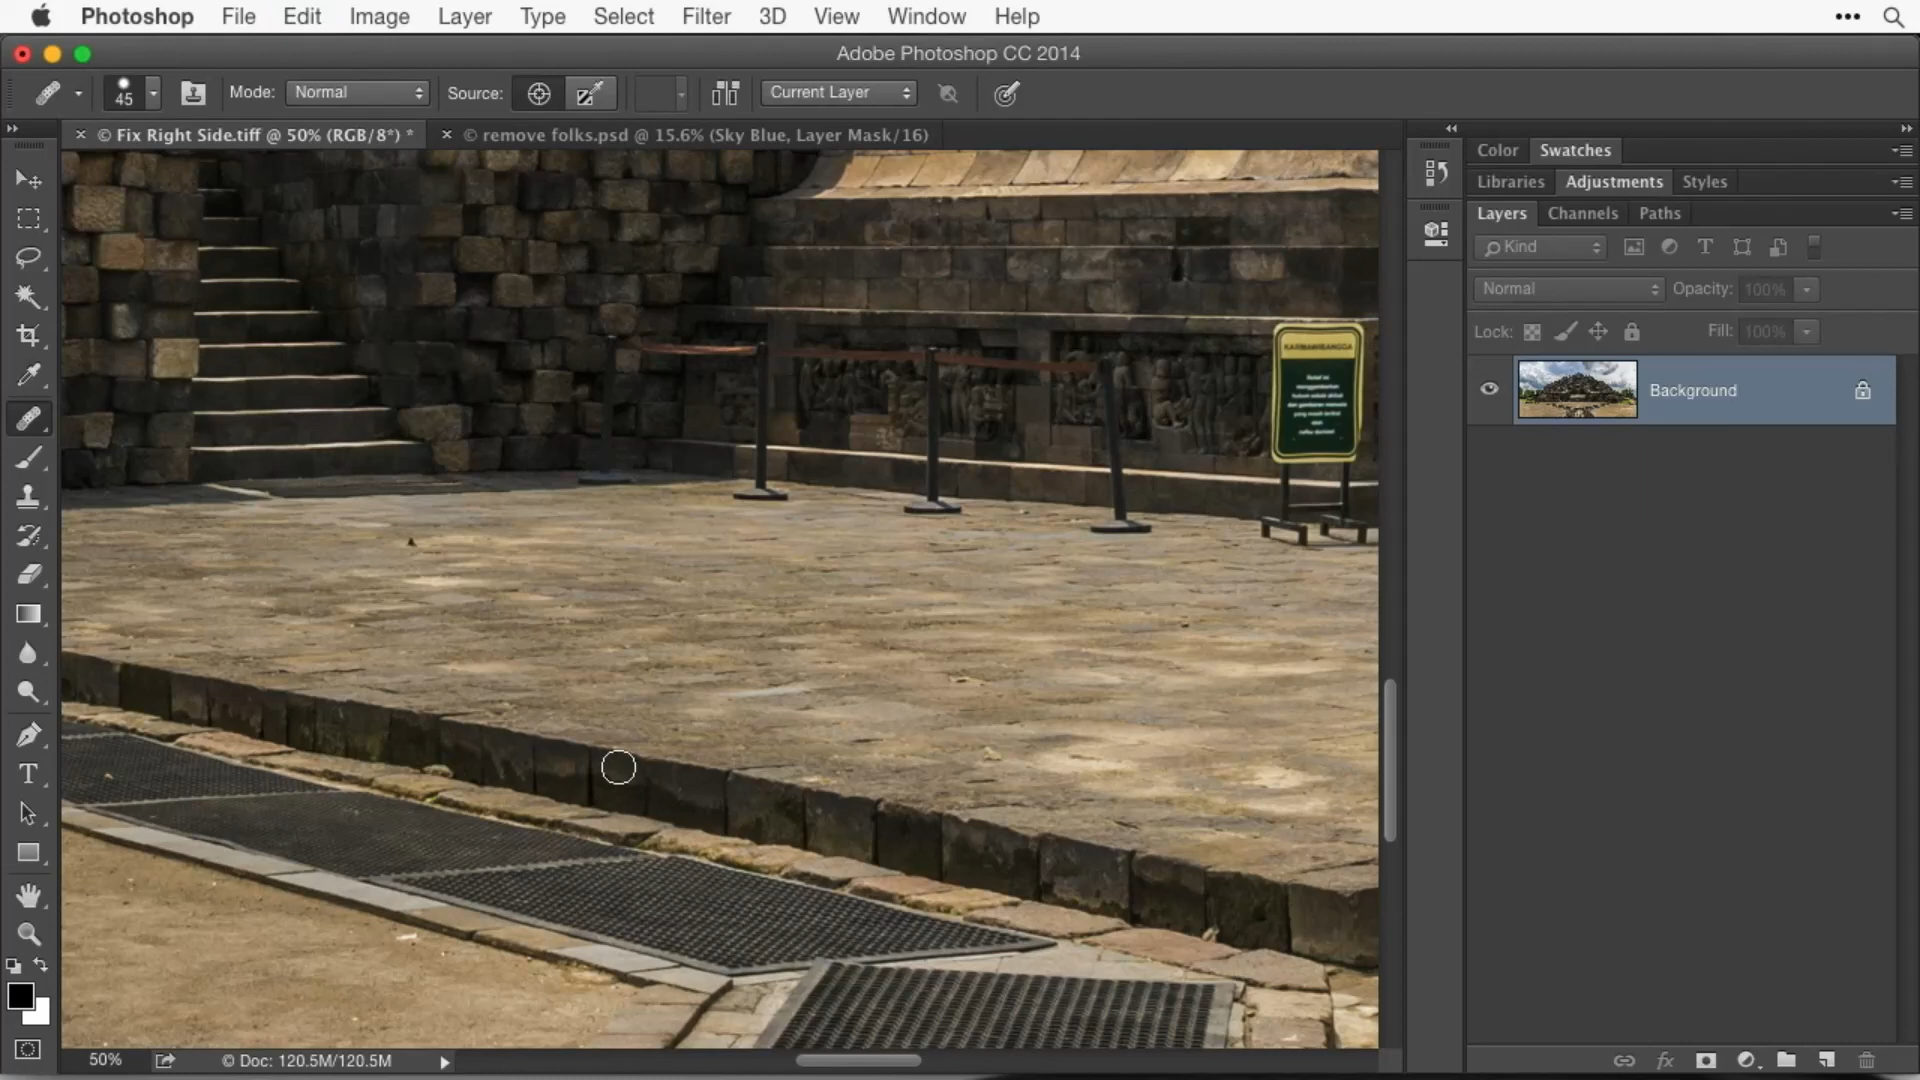 Photoshop File Edit Image Layer Type Select Filter 3D View Window Help
Adobe Photoshop CC 2014
45 Mode: Normal Source: Current Layer
× © Fix Right Side.tiff @ 50% (RGB/8*) * × © remove folks.psd @ 15.6% (Sky Blue, Layer Mask/16)
Color Swatches
Libraries Adjustments Styles
Layers Channels Paths
Kind
Normal Opacity: 100%
Lock: Fill: 100%
Background
KARMAWIBANGGA
50% © Doc: 120.5M/120.5M